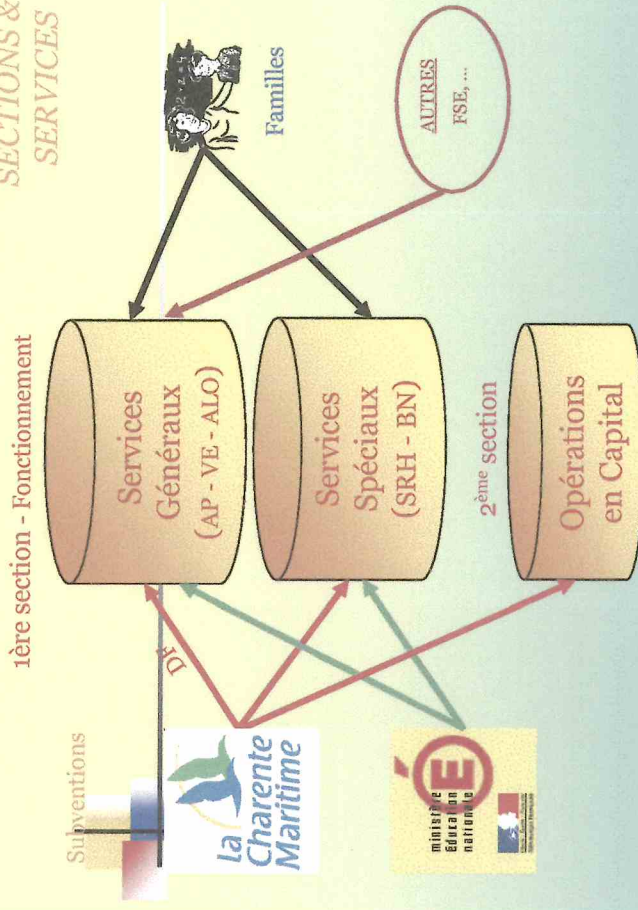 SECTIONS &
SERVICES
1ère section - Fonctionnement
Subventions
DF
la
Charente
Maritime
ministère
éducation
nationale
Services
Généraux
(AP - VE - ALO)
Services
Spéciaux
(SRH - BN)
2ème section
Opérations
en Capital
Familles
AUTRES
FSE, ...